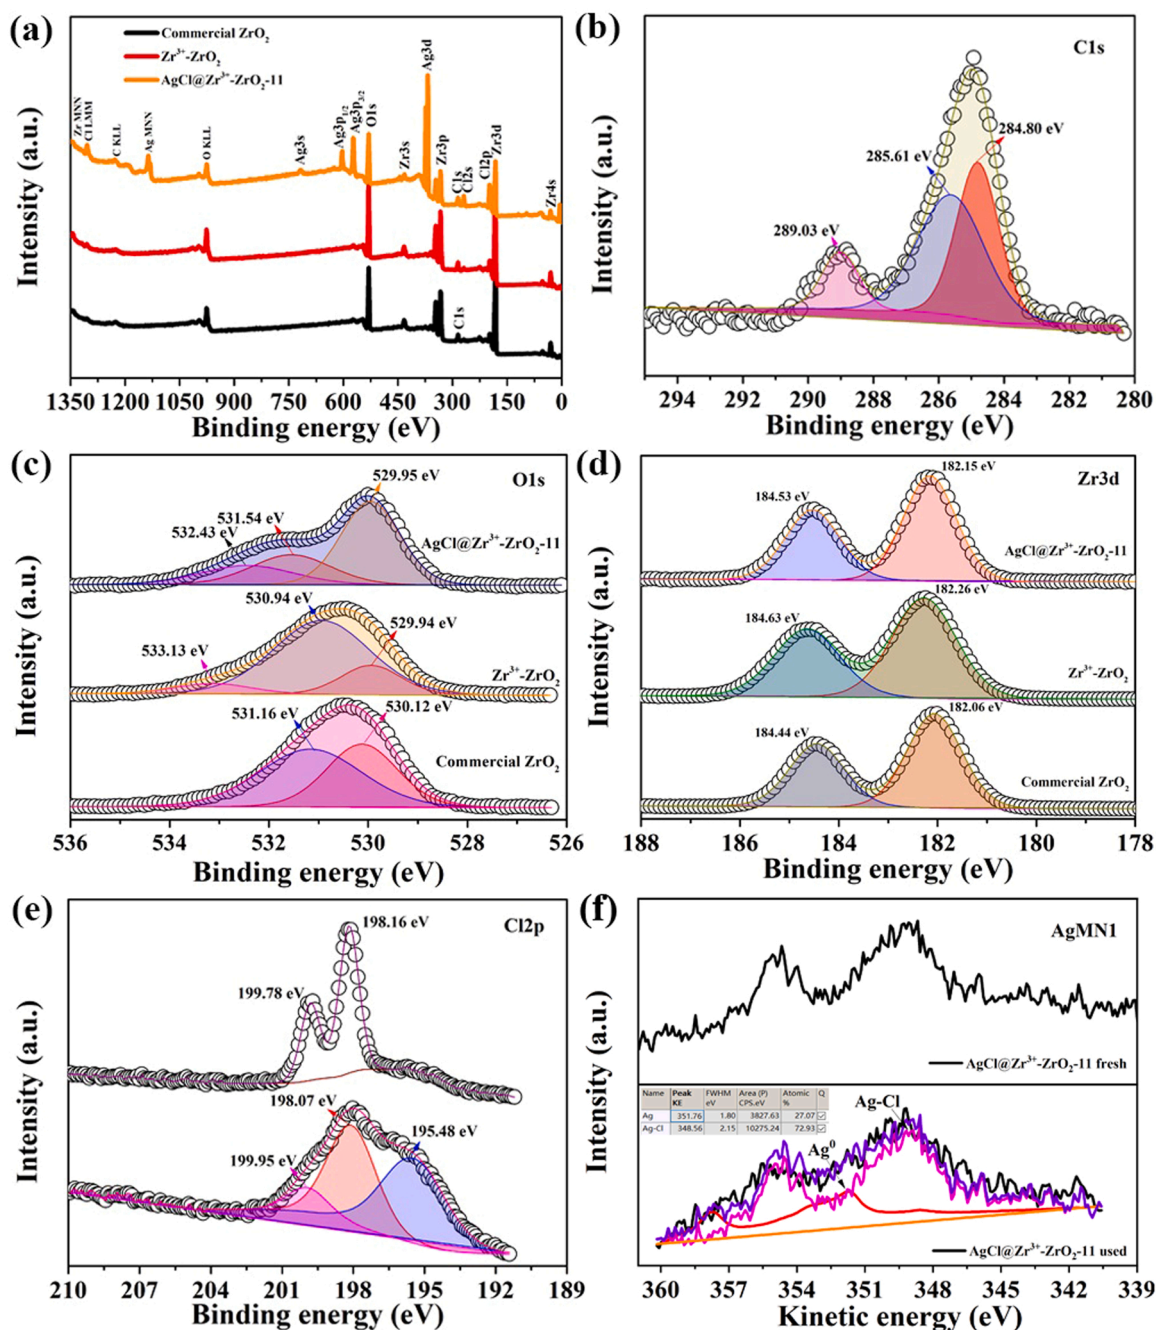 (a)
Commercial ZrO₂
Zr³⁺-ZrO₂
AgCl@Zr³⁺-ZrO₂-11
Zr MNN
Cl LMM
C KLL
Ag MNN
O KLL
Ag3s
Ag3p₁/₂
Ag3p₃/₂
O1s
Zr3s
Ag3d
Zr3p
C1s
Cl2s
Cl2p
Zr3d
Zr4s
C1s
Intensity (a.u.)
1350 1200 1050 900 750 600 450 300 150 0
Binding energy (eV)
(b)
C1s
284.80 eV
285.61 eV
289.03 eV
Intensity (a.u.)
294 292 290 288 286 284 282 280
Binding energy (eV)
(c)
O1s
529.95 eV
531.54 eV
532.43 eV
AgCl@Zr³⁺-ZrO₂-11
530.94 eV
529.94 eV
533.13 eV
Zr³⁺-ZrO₂
531.16 eV
530.12 eV
Commercial ZrO₂
Intensity (a.u.)
536 534 532 530 528 526
Binding energy (eV)
(d)
182.15 eV
Zr3d
184.53 eV
AgCl@Zr³⁺-ZrO₂-11
182.26 eV
184.63 eV
Zr³⁺-ZrO₂
182.06 eV
184.44 eV
Commercial ZrO₂
Intensity (a.u.)
188 186 184 182 180 178
Binding energy (eV)
(e)
198.16 eV
Cl2p
199.78 eV
198.07 eV
195.48 eV
199.95 eV
Intensity (a.u.)
210 207 204 201 198 195 192 189
Binding energy (eV)
(f)
AgMN1
AgCl@Zr³⁺-ZrO₂-11 fresh
Name Peak KE FWHM eV Area (P) CPS.eV Atomic % Q
Ag 351.76 1.80 3827.63 27.07
Ag-Cl 348.56 2.15 10275.24 72.93
Ag-Cl
Ag⁰
AgCl@Zr³⁺-ZrO₂-11 used
Intensity (a.u.)
360 357 354 351 348 345 342 339
Kinetic energy (eV)